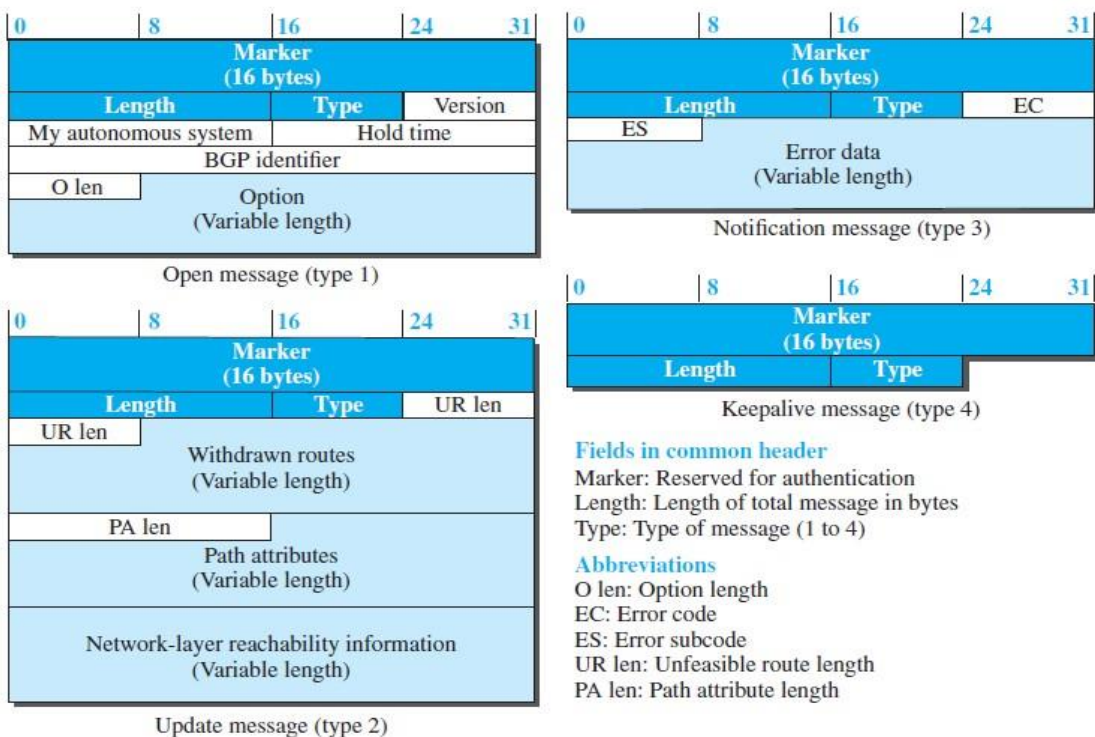 0 8 16 24 31
Marker
(16 bytes)
Length Type Version
My autonomous system Hold time
BGP identifier
O len
Option
(Variable length)
Open message (type 1)
0 8 16 24 31
Marker
(16 bytes)
Length Type UR len
UR len
Withdrawn routes
(Variable length)
PA len
Path attributes
(Variable length)
Network-layer reachability information
(Variable length)
Update message (type 2)
0 8 16 24 31
Marker
(16 bytes)
Length Type EC
ES
Error data
(Variable length)
Notification message (type 3)
0 8 16 24 31
Marker
(16 bytes)
Length Type
Keepalive message (type 4)
Fields in common header
Marker: Reserved for authentication
Length: Length of total message in bytes
Type: Type of message (1 to 4)
Abbreviations
O len: Option length
EC: Error code
ES: Error subcode
UR len: Unfeasible route length
PA len: Path attribute length